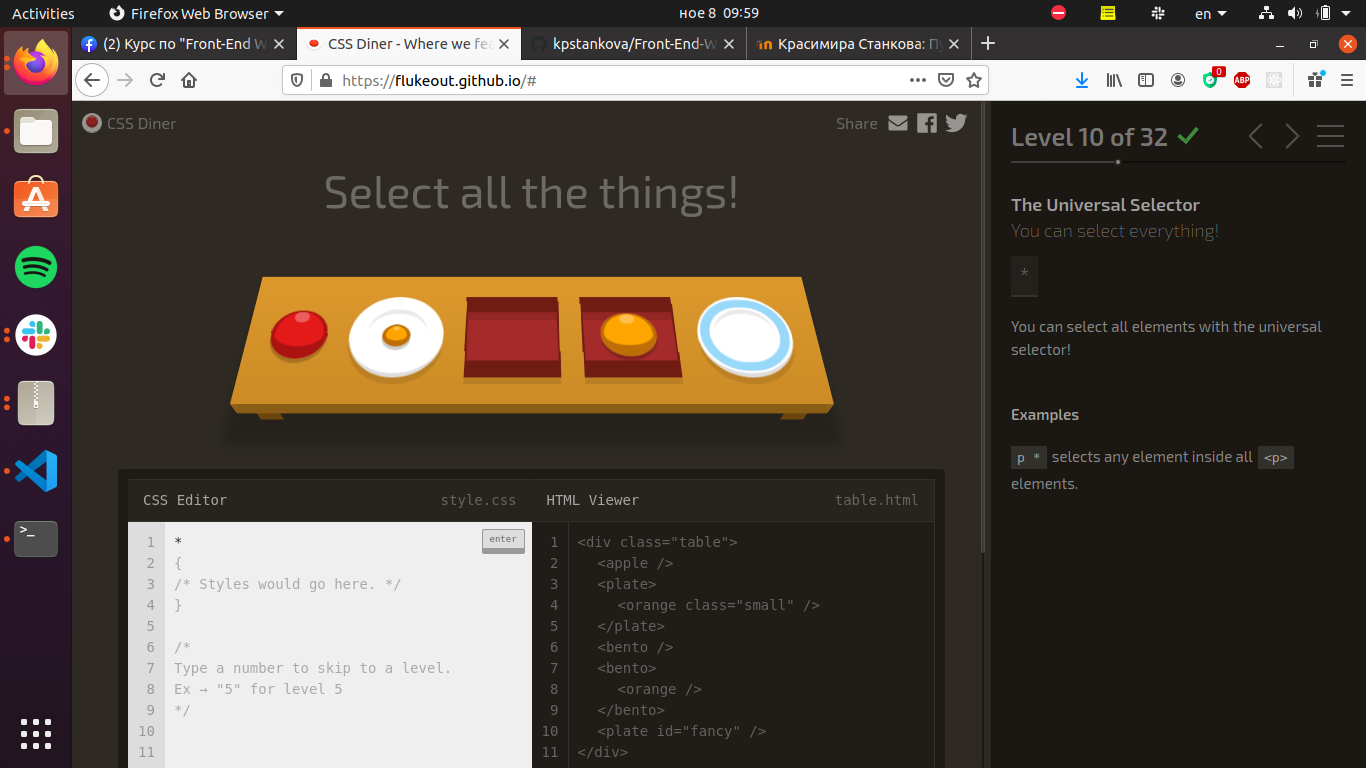 Activities
Firefox Web Browser
ное 8 09:59
en
(2) Курс по "Front-End W
CSS Diner - Where we fea
kpstankova/Front-End-W
Красимира Станкова: П
https://flukeout.github.io/#
0
ABP
CSS Diner
Share
Select all the things!
CSS Editor
style.css
HTML Viewer
table.html
enter
1 *
2 {
3 /* Styles would go here. */
4 }
5
6 /*
7 Type a number to skip to a level.
8 Ex → "5" for level 5
9 */
10
11
1 <div class="table">
2 <apple />
3 <plate>
4 <orange class="small" />
5 </plate>
6 <bento />
7 <bento>
8 <orange />
9 </bento>
10 <plate id="fancy" />
11 </div>
Level 10 of 32
The Universal Selector
You can select everything!
*
You can select all elements with the universal
selector!
Examples
p * selects any element inside all <p>
elements.